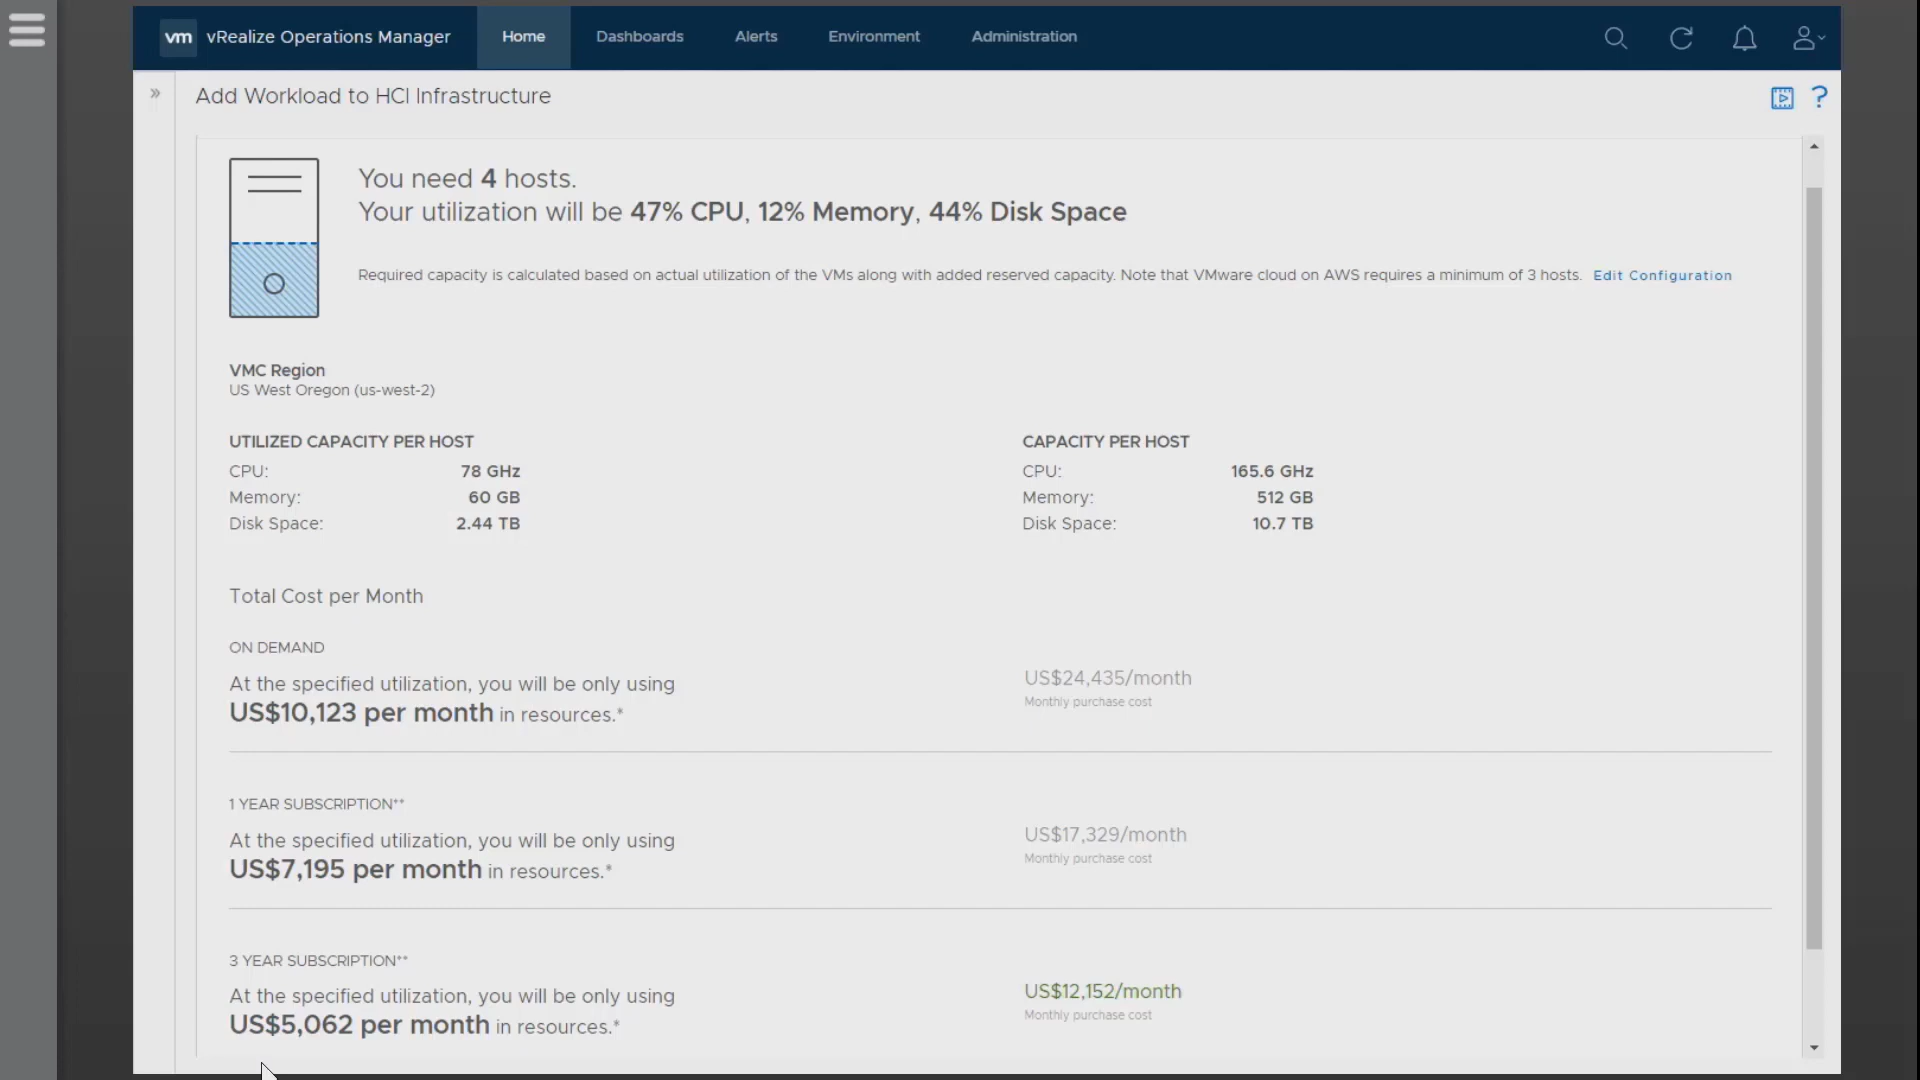 vm vRealize Operations Manager Home Dashboards Alerts Environment Administration
» Add Workload to HCI Infrastructure ?
You need 4 hosts.
Your utilization will be 47% CPU, 12% Memory, 44% Disk Space
Required capacity is calculated based on actual utilization of the VMs along with added reserved capacity. Note that VMware cloud on AWS requires a minimum of 3 hosts. Edit Configuration
VMC Region
US West Oregon (us-west-2)
UTILIZED CAPACITY PER HOST
CPU: 78 GHz
Memory: 60 GB
Disk Space: 2.44 TB
CAPACITY PER HOST
CPU: 165.6 GHz
Memory: 512 GB
Disk Space: 10.7 TB
Total Cost per Month
ON DEMAND
At the specified utilization, you will be only using
US$10,123 per month in resources.*
US$24,435/month
Monthly purchase cost
1 YEAR SUBSCRIPTION**
At the specified utilization, you will be only using
US$7,195 per month in resources.*
US$17,329/month
Monthly purchase cost
3 YEAR SUBSCRIPTION**
At the specified utilization, you will be only using
US$5,062 per month in resources.*
US$12,152/month
Monthly purchase cost